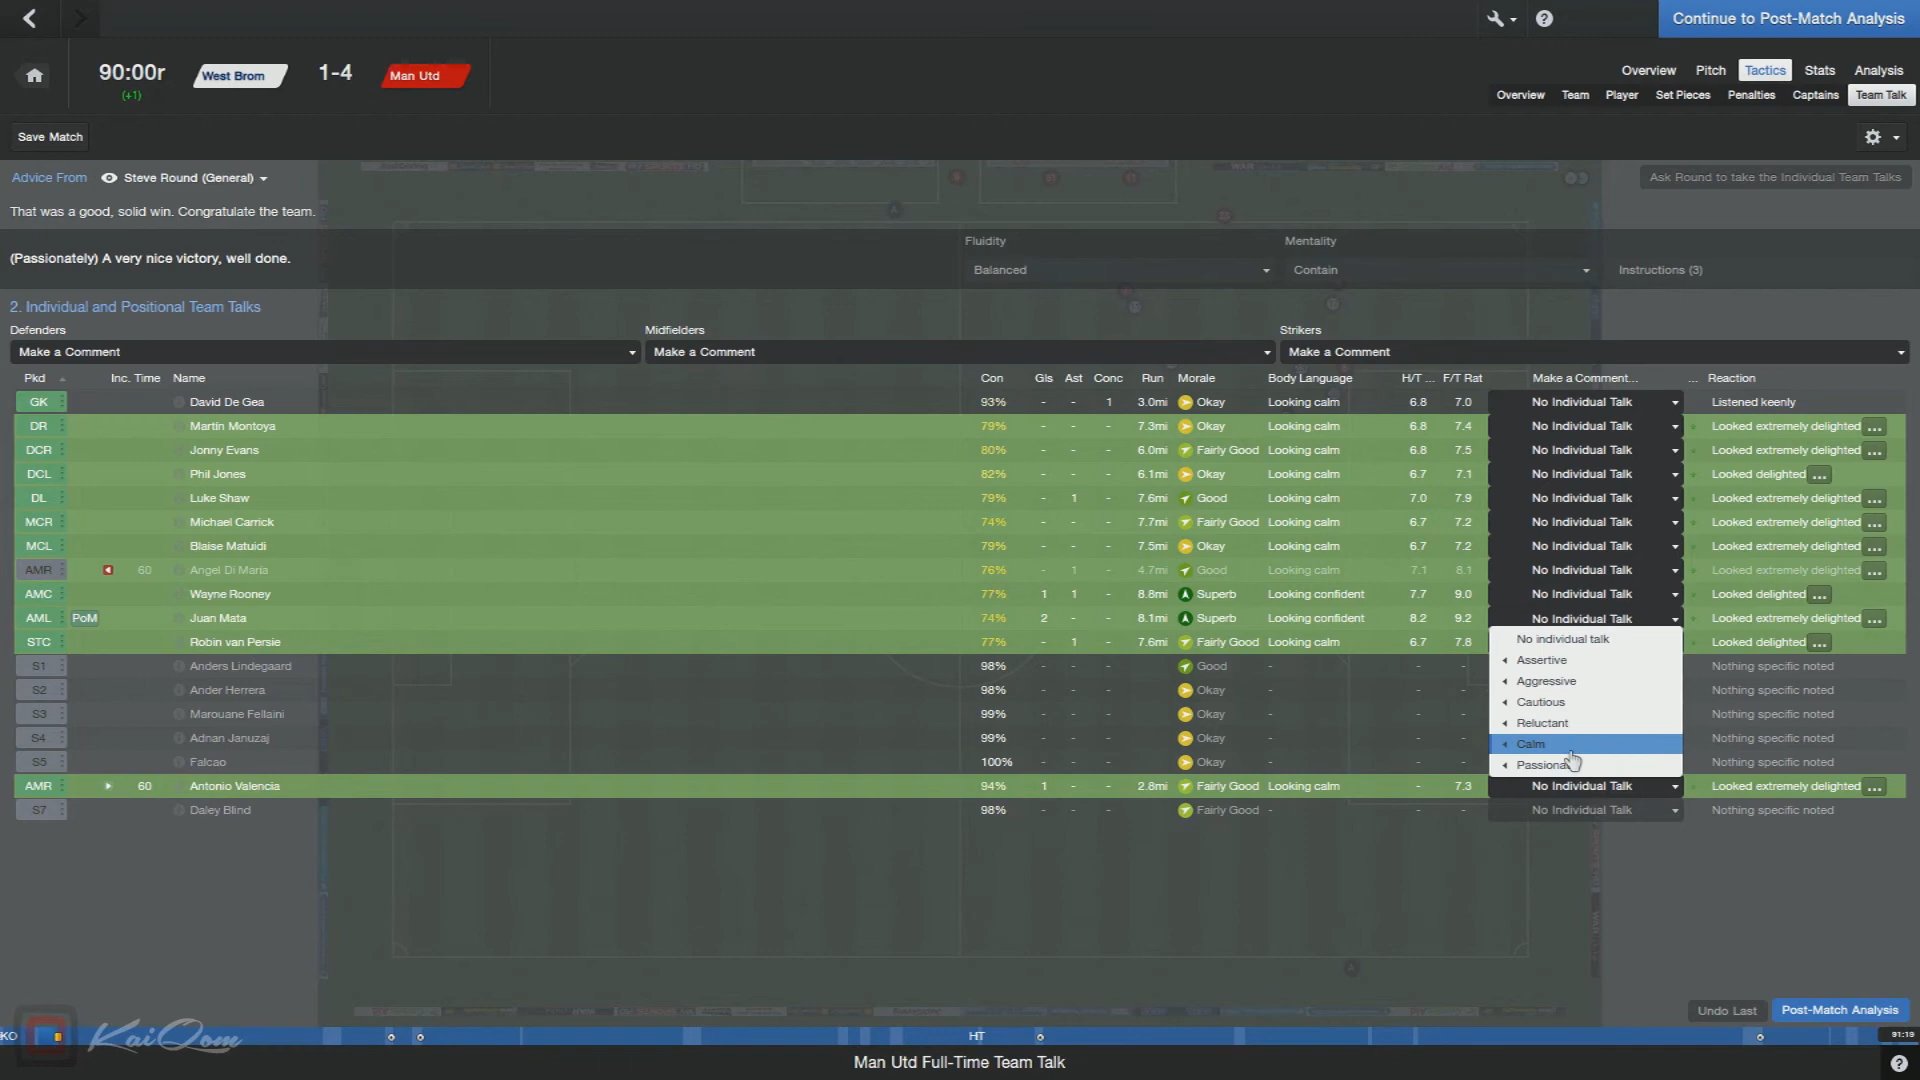 Continue to Post-Match Analysis
90:00r West Brom 1-4 Man Utd
(+1)
Overview Pitch Tactics Stats Analysis
Overview Team Player Set Pieces Penalties Captains Team Talk
Save Match
Advice From Steve Round (General) Ask Round to take the Individual Team Talks
That was a good, solid win. Congratulate the team.
Fluidity Mentality
(Passionately) A very nice victory, well done.
Balanced Contain Instructions (3)
2. Individual and Positional Team Talks
Defenders Midfielders Strikers
Make a Comment Make a Comment Make a Comment
Pkd Inc. Time Name Con Gls Ast Conc Run Morale Body Language H/T ... F/T Rat Make a Comment... ... Reaction
GK David De Gea 93% - - 1 3.0mi Okay Looking calm 6.8 7.0 No Individual Talk Listened keenly
DR Martín Montoya 79% - - - 7.3mi Okay Looking calm 6.8 7.4 No Individual Talk Looked extremely delighted ...
DCR Jonny Evans 80% - - - 6.0mi Fairly Good Looking calm 6.8 7.5 No Individual Talk Looked extremely delighted ...
DCL Phil Jones 82% - - - 6.1mi Okay Looking calm 6.7 7.1 No Individual Talk Looked delighted ...
DL Luke Shaw 79% - 1 - 7.6mi Good Looking calm 7.0 7.9 No Individual Talk Looked extremely delighted ...
MCR Michael Carrick 74% - - - 7.7mi Fairly Good Looking calm 6.7 7.2 No Individual Talk Looked extremely delighted ...
MCL Blaise Matuidi 79% - - - 7.5mi Okay Looking calm 6.7 7.2 No Individual Talk Looked extremely delighted ...
AMR 60 Angel Di María 76% - 1 - 4.7mi Good Looking calm 7.1 8.1 No Individual Talk Looked extremely delighted ...
AMC Wayne Rooney 77% 1 1 - 8.8mi Superb Looking confident 7.7 9.0 No Individual Talk Looked delighted ...
AML PoM Juan Mata 74% 2 - - 8.1mi Superb Looking confident 8.2 9.2 No Individual Talk Looked extremely delighted ...
STC Robin van Persie 77% - 1 - 7.6mi Fairly Good Looking calm 6.7 7.8 No individual talk Looked delighted ...
S1 Anders Lindegaard 98% - - - - Good - - - Assertive Nothing specific noted
S2 Ander Herrera 98% - - - - Okay - - - Aggressive Nothing specific noted
S3 Marouane Fellaini 99% - - - - Okay - - - Cautious Nothing specific noted
S4 Adnan Januzaj 99% - - - - Okay - - - Reluctant Nothing specific noted
Calm
S5 Falcao 100% - - - - Okay - - - Nothing specific noted
AMR 60 Antonio Valencia 94% 1 - - 2.8mi Fairly Good Looking calm - 7.3 No Individual Talk Looked extremely delighted ...
S7 Daley Blind 98% - - - - Fairly Good - - - No Individual Talk Nothing specific noted
Undo Last Post-Match Analysis
KO KaiQom HT 91:19
Man Utd Full-Time Team Talk